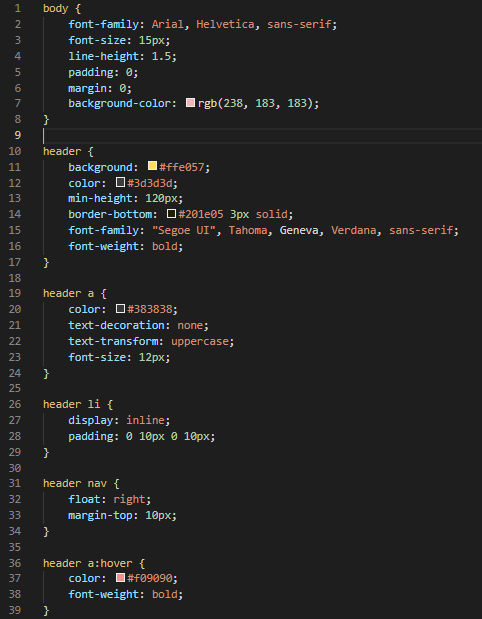 1 body {
2 font-family: Arial, Helvetica, sans-serif;
3 font-size: 15px;
4 line-height: 1.5;
5 padding: 0;
6 margin: 0;
7 background-color: rgb(238, 183, 183);
8 }
9
10 header {
11 background: #ffe057;
12 color: #3d3d3d;
13 min-height: 120px;
14 border-bottom: #201e05 3px solid;
15 font-family: "Segoe UI", Tahoma, Geneva, Verdana, sans-serif;
16 font-weight: bold;
17 }
18
19 header a {
20 color: #383838;
21 text-decoration: none;
22 text-transform: uppercase;
23 font-size: 12px;
24 }
25
26 header li {
27 display: inline;
28 padding: 0 10px 0 10px;
29 }
30
31 header nav {
32 float: right;
33 margin-top: 10px;
34 }
35
36 header a:hover {
37 color: #f09090;
38 font-weight: bold;
39 }